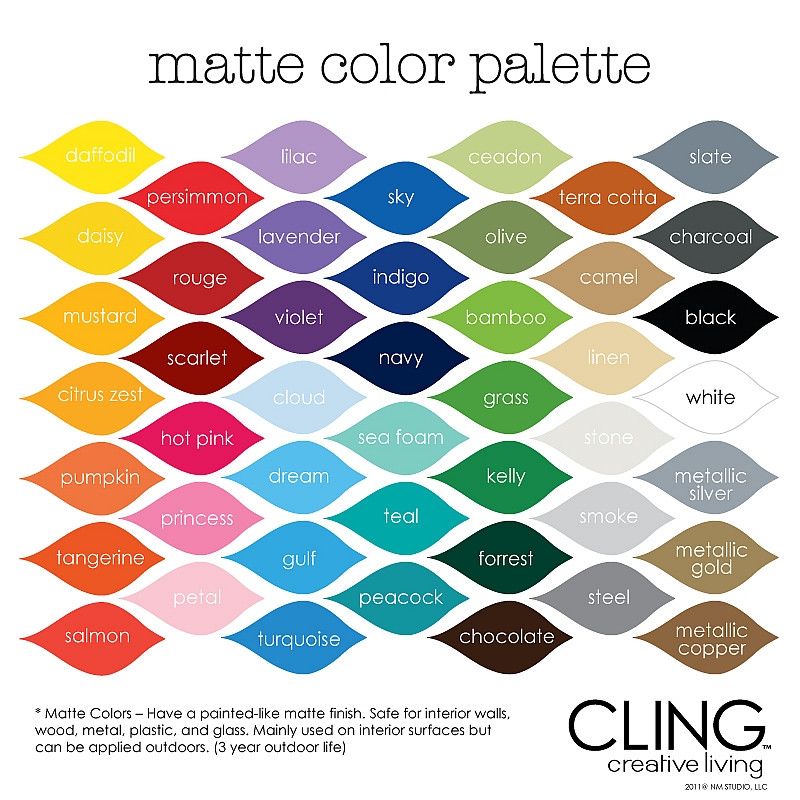 matte color palette
daffodil
lilac
ceadon
slate
persimmon
sky
terra cotta
daisy
lavender
olive
charcoal
rouge
indigo
camel
mustard
violet
bamboo
black
scarlet
navy
linen
citrus zest
cloud
grass
white
hot pink
sea foam
stone
pumpkin
dream
kelly
metallic
silver
princess
teal
smoke
tangerine
gulf
forrest
metallic
gold
petal
peacock
steel
salmon
turquoise
chocolate
metallic
copper
* Matte Colors – Have a painted-like matte finish. Safe for interior walls,
wood, metal, plastic, and glass. Mainly used on interior surfaces but
can be applied outdoors. (3 year outdoor life)
CLING™
creative living
2011@ NM STUDIO, LLC